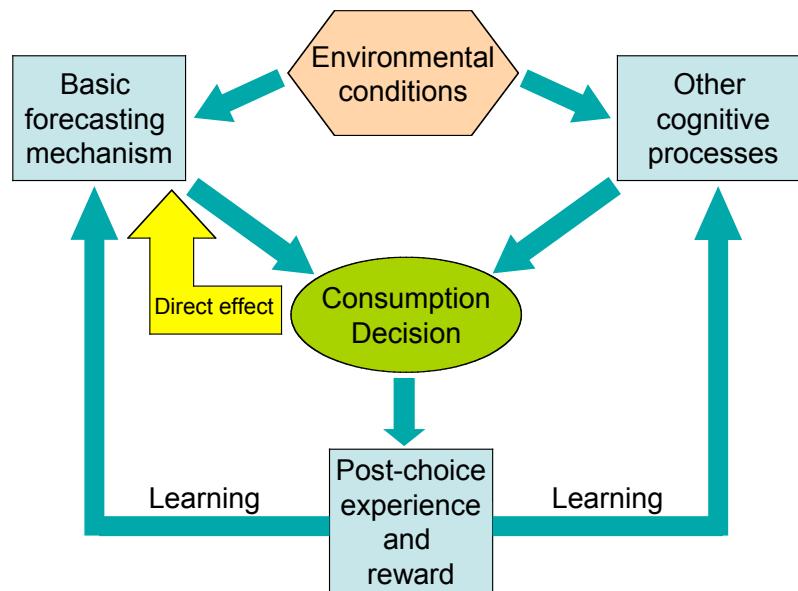 Environmental
conditions
Basic
forecasting
mechanism
Other
cognitive
processes
Direct effect
Consumption
Decision
Learning
Post-choice
experience
and
reward
Learning